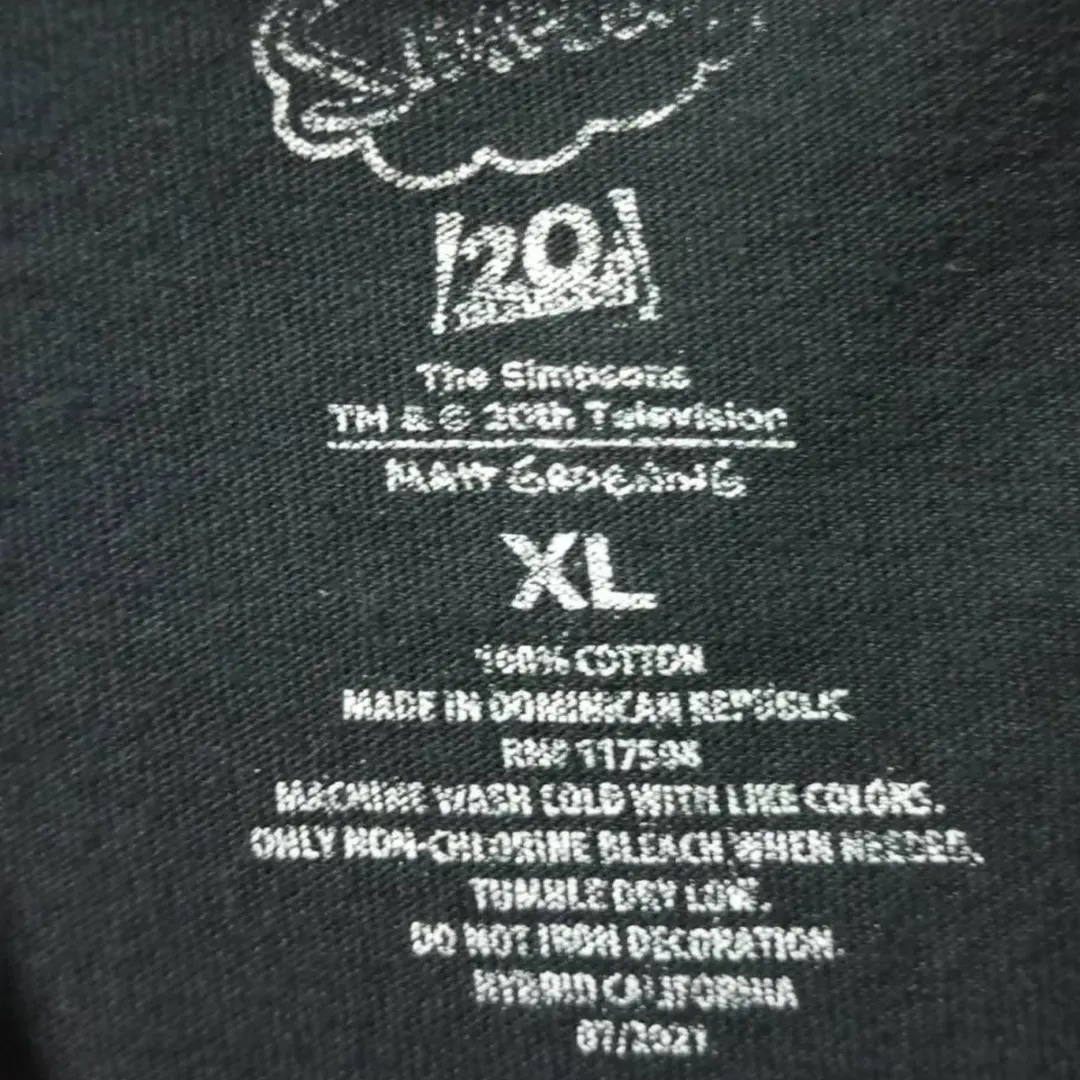 20
TELEVISION
The Simpsons
TM & © 20th Television
MATT GROENING
XL
100% COTTON
MADE IN DOMINICAN REPUBLIC
RN# 117598
MACHINE WASH COLD WITH LIKE COLORS.
ONLY NON-CHLORINE BLEACH WHEN NEEDED.
TUMBLE DRY LOW.
DO NOT IRON DECORATION.
HYBRID CALIFORNIA
07/2021